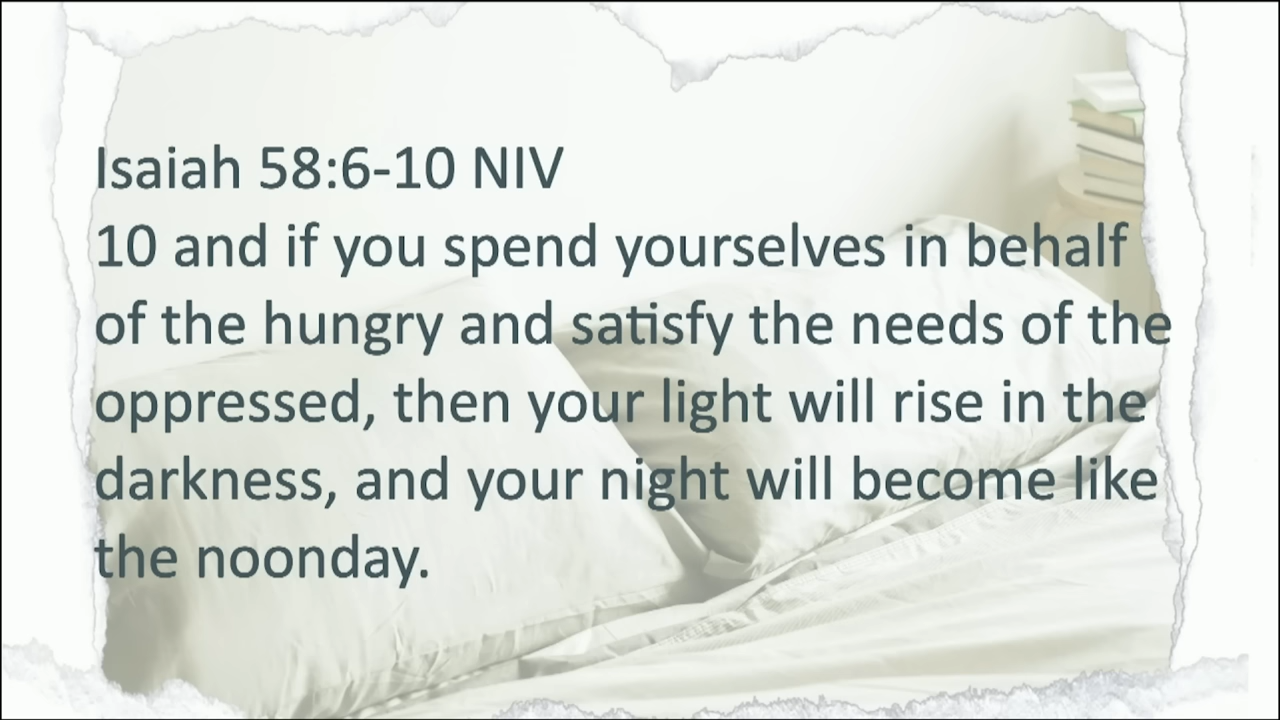 Isaiah 58:6-10 NIV
10 and if you spend yourselves in behalf
of the hungry and satisfy the needs of the
oppressed, then your light will rise in the
darkness, and your night will become like
the noonday.